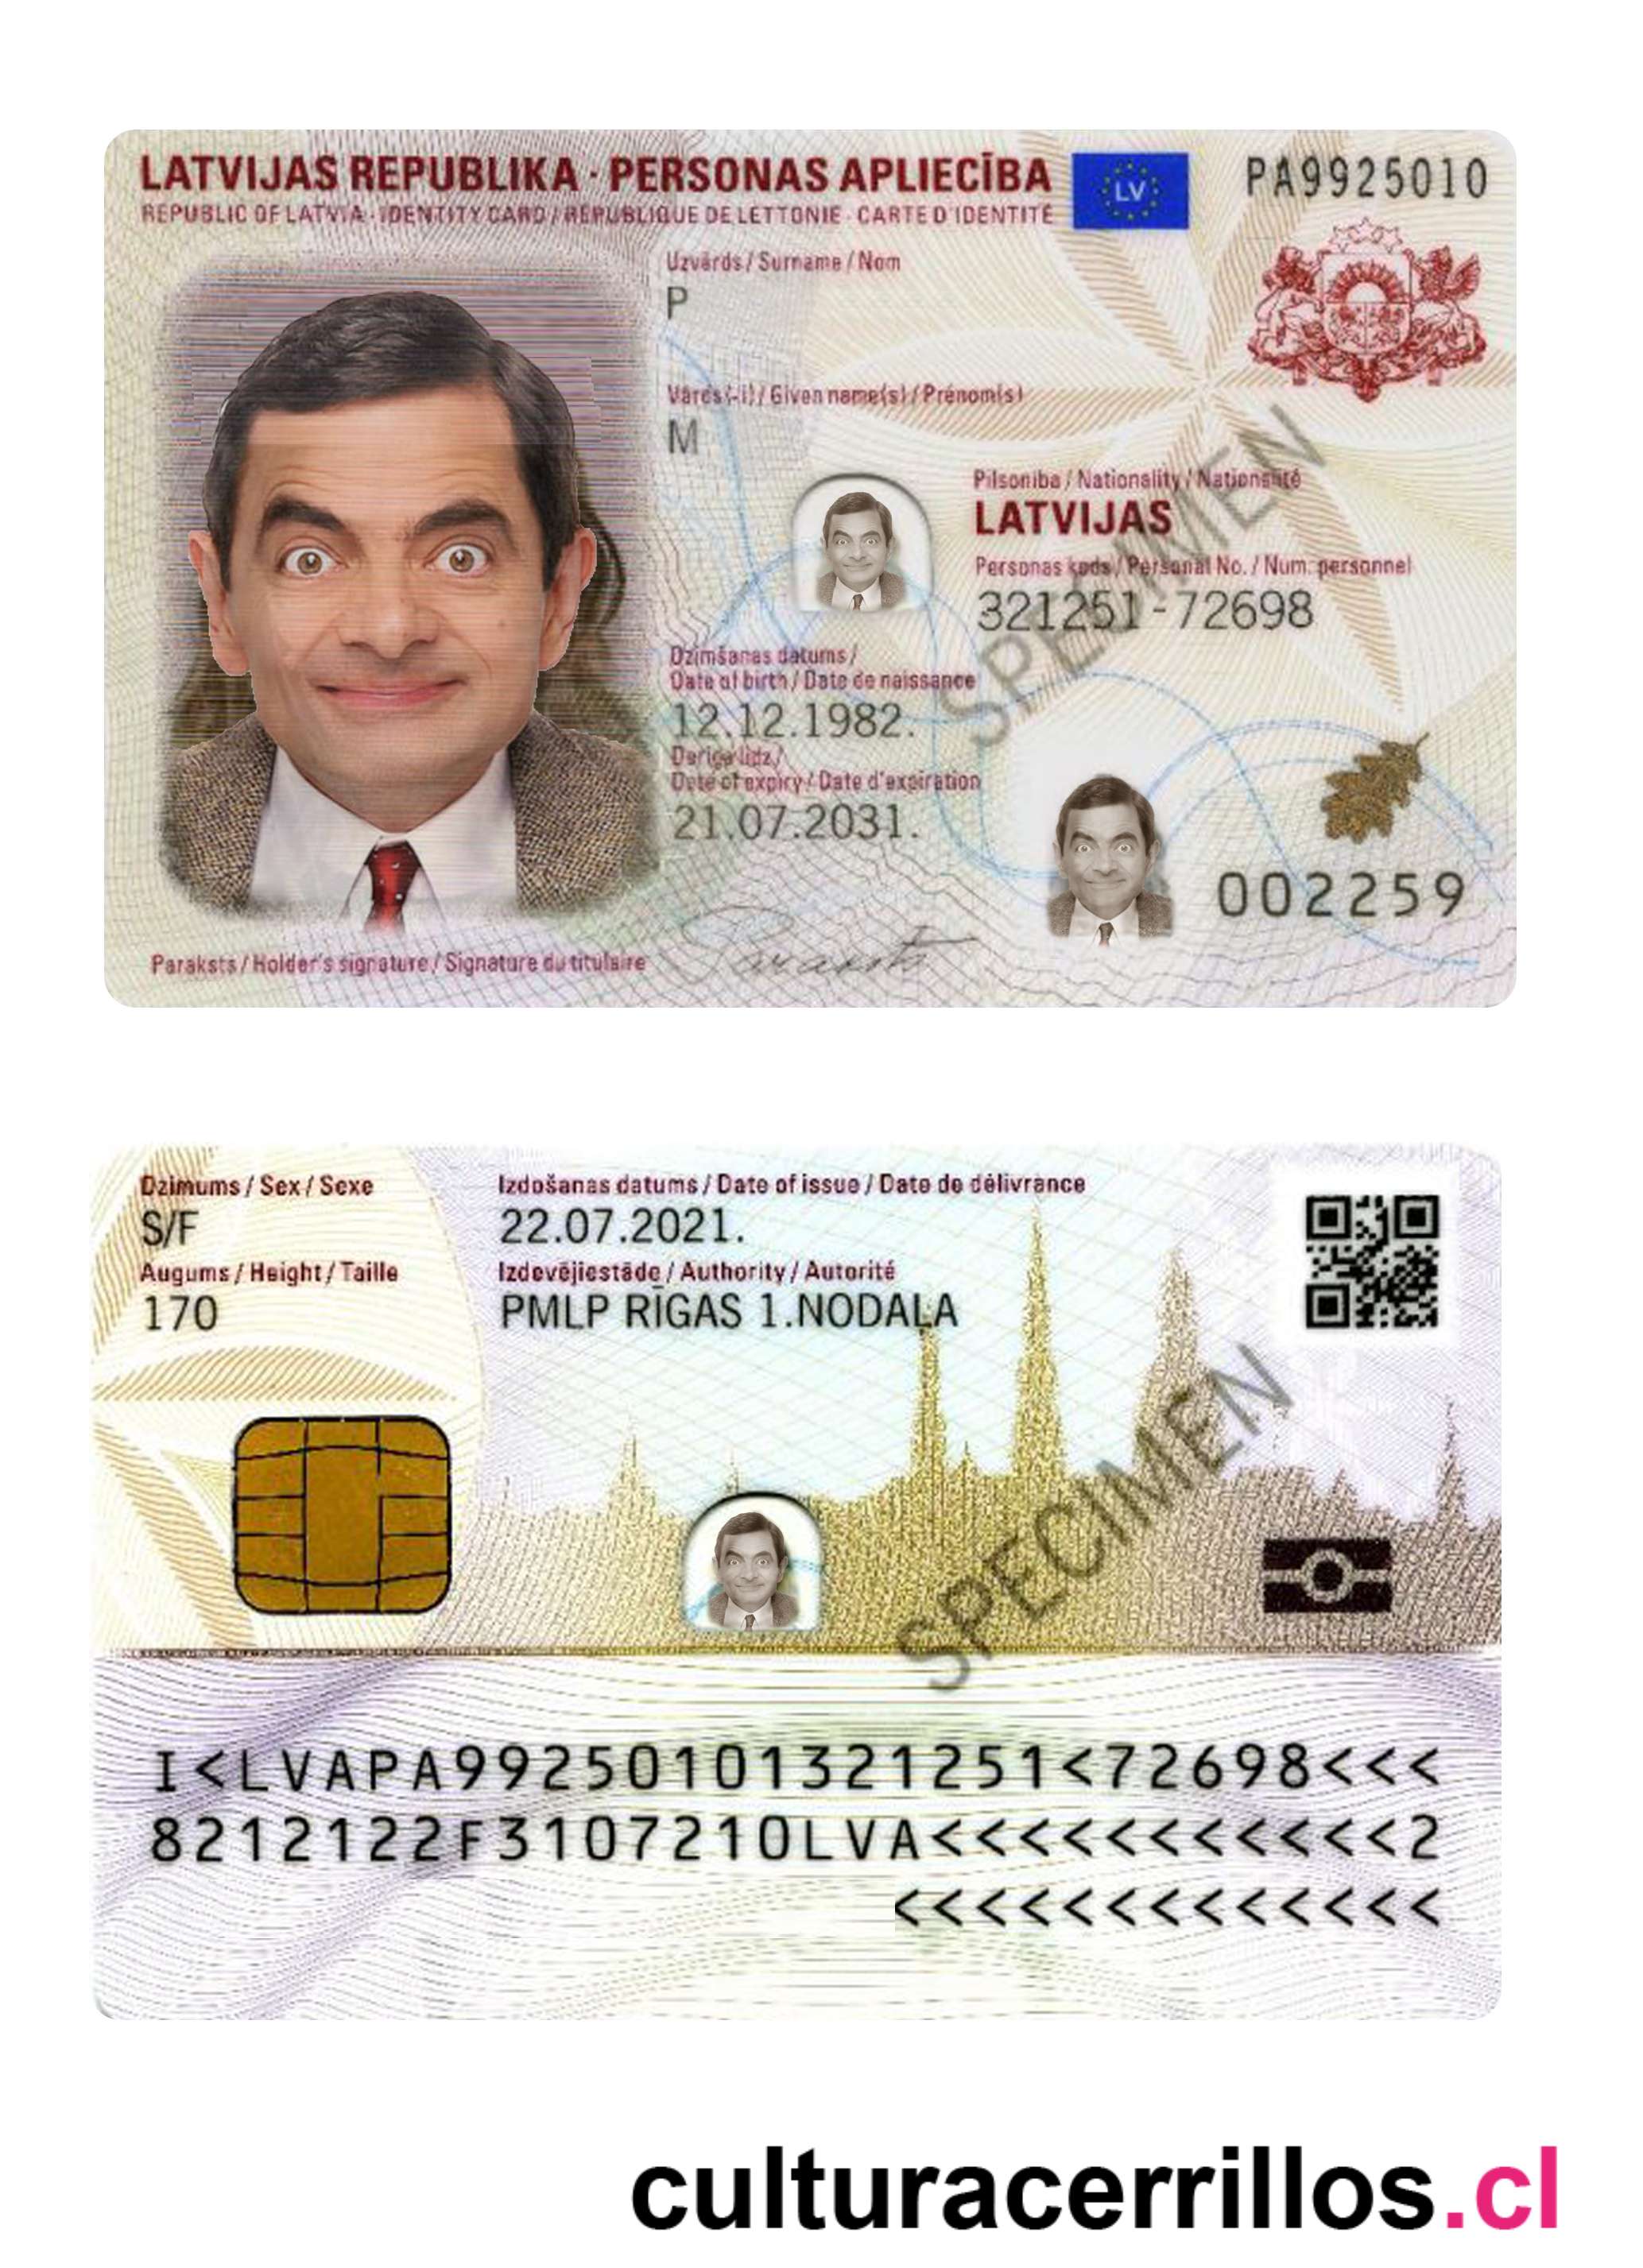 LATVIJAS REPUBLIKA · PERSONAS APLIECĪBA
REPUBLIC OF LATVIA · IDENTITY CARD / RÉPUBLIQUE DE LETTONIE · CARTE D'IDENTITÉ
LV
PA9925010
Uzvārds / Surname / Nom
P
Vārds(-i) / Given name(s) / Prénom(s)
M
Pilsonība / Nationality / Nationalité
LATVIJAS
Personas kods / Personal No. / Num. personnel
321251-72698
Dzimšanas datums /
Date of birth / Date de naissance
12.12.1982.
Derīga līdz /
Date of expiry / Date d'expiration
21.07.2031.
SPECIMEN
002259
Paraksts / Holder's signature / Signature du titulaire
Paraksts
Dzimums / Sex / Sexe
S/F
Augums / Height / Taille
170
Izdošanas datums / Date of issue / Date de délivrance
22.07.2021.
Izdevējiestāde / Authority / Autorité
PMLP RĪGAS 1.NODAĻA
SPECIMEN
I<LVAPA99250101321251<72698<<<
8212122F3107210LVA<<<<<<<<<<<2
<<<<<<<<<<<<<
culturacerrillos.cl